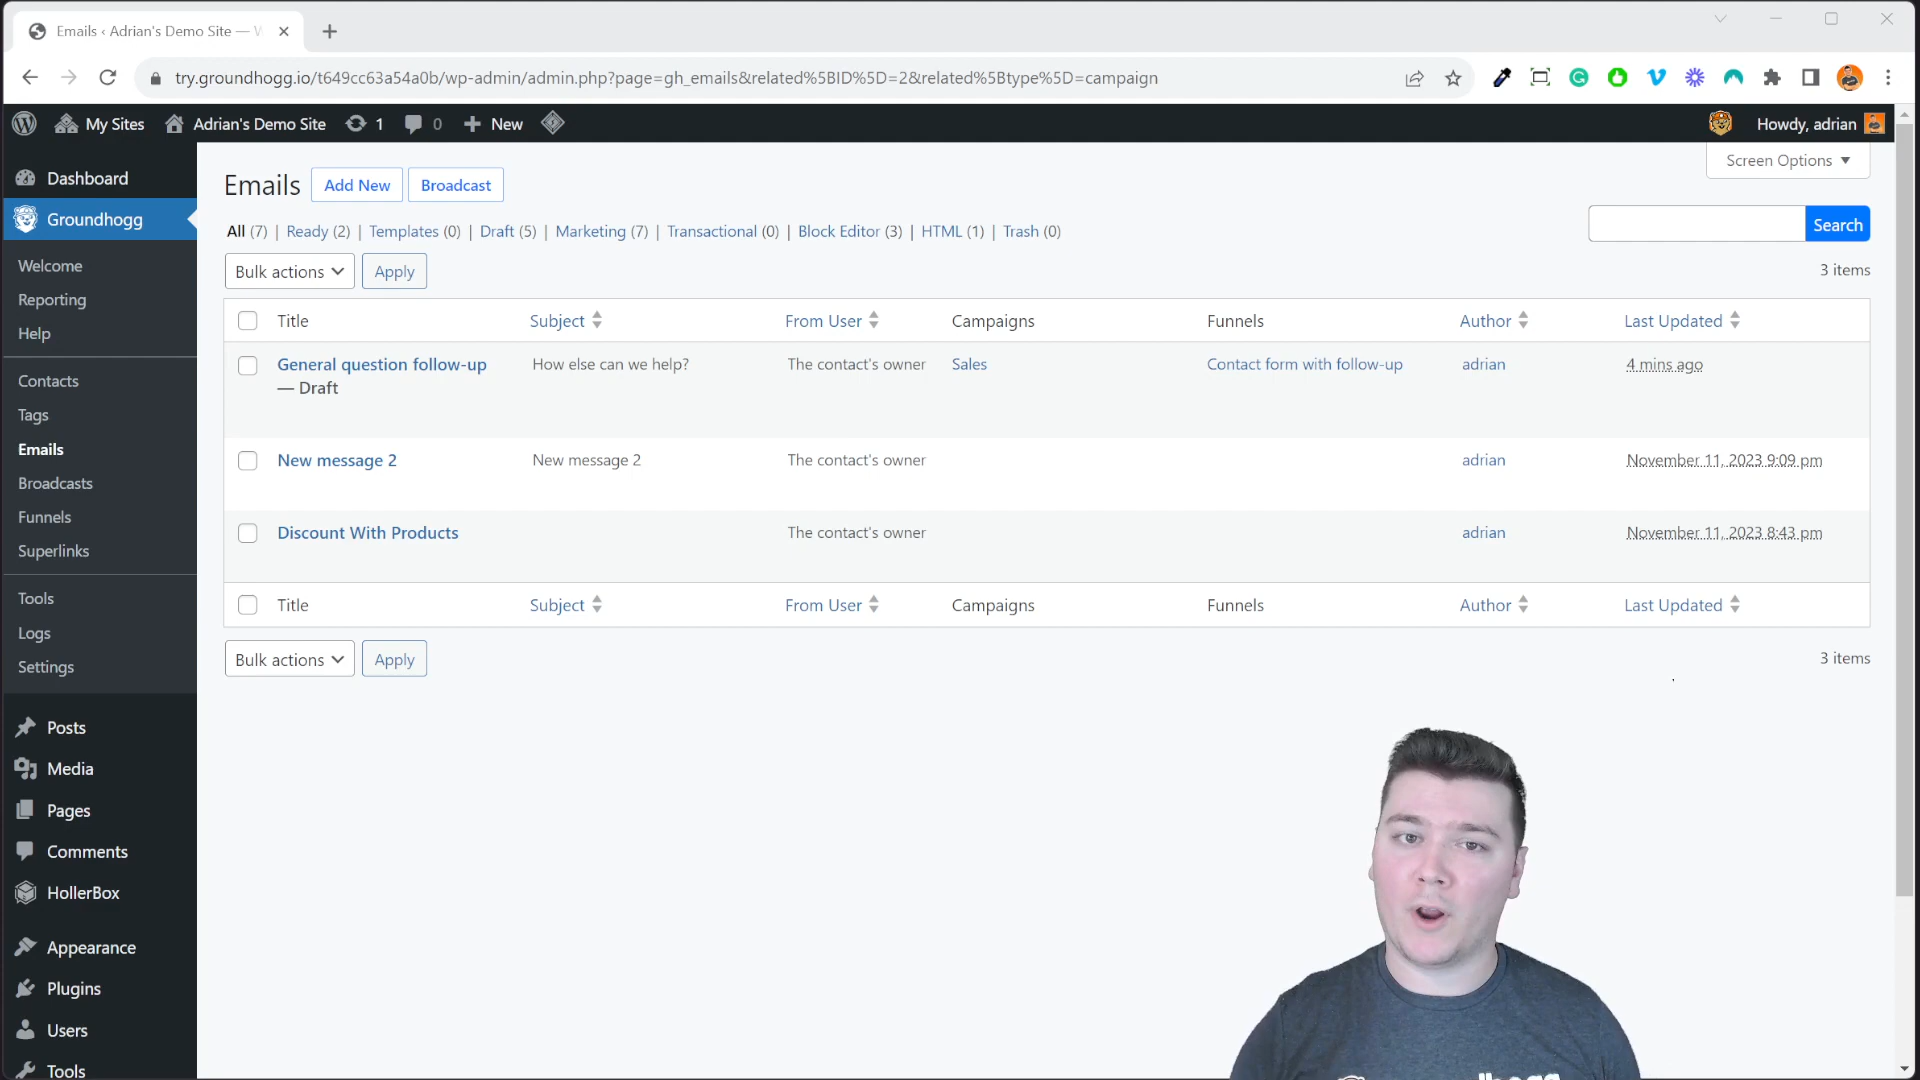 Emails ‹ Adrian's Demo Site —
try.groundhogg.io/t649cc63a54a0b/wp-admin/admin.php?page=gh_emails&related%5BID%5D=2&related%5Btype%5D=campaign
My Sites Adrian's Demo Site 1 0 New Howdy, adrian
Screen Options
Dashboard
Groundhogg
Welcome
Reporting
Help
Contacts
Tags
Emails
Broadcasts
Funnels
Superlinks
Tools
Logs
Settings
Posts
Media
Pages
Comments
HollerBox
Appearance
Plugins
Users
Tools
Emails Add New Broadcast
All (7) | Ready (2) | Templates (0) | Draft (5) | Marketing (7) | Transactional (0) | Block Editor (3) | HTML (1) | Trash (0)
Search
Bulk actions Apply 3 items
Title Subject From User Campaigns Funnels Author Last Updated
General question follow-up How else can we help? The contact's owner Sales Contact form with follow-up adrian 4 mins ago
— Draft
New message 2 New message 2 The contact's owner adrian November 11, 2023 9:09 pm
Discount With Products The contact's owner adrian November 11, 2023 8:43 pm
Title Subject From User Campaigns Funnels Author Last Updated
Bulk actions Apply 3 items